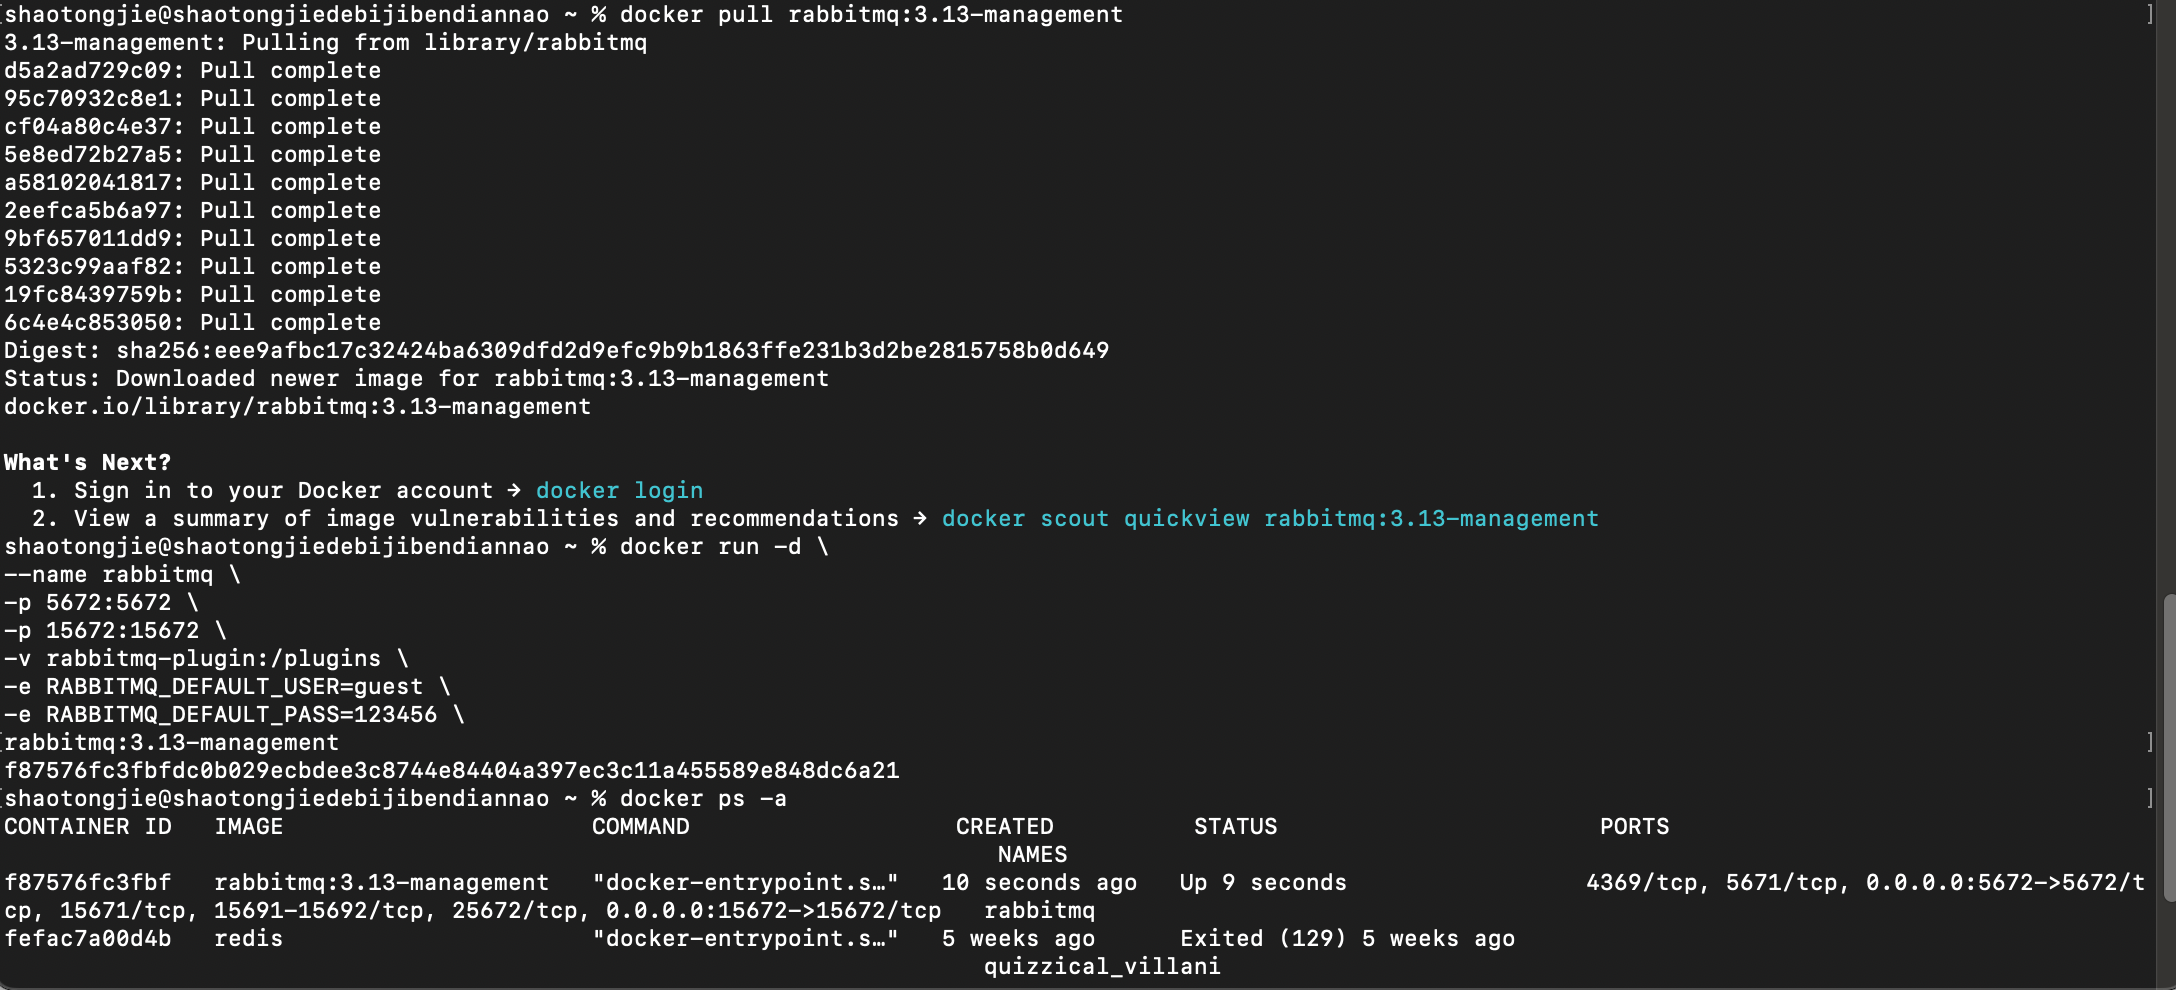 shaotongjie@shaotongjiedebijibendiannao ~ % docker pull rabbitmq:3.13-management
3.13-management: Pulling from library/rabbitmq
d5a2ad729c09: Pull complete
95c70932c8e1: Pull complete
cf04a80c4e37: Pull complete
5e8ed72b27a5: Pull complete
a58102041817: Pull complete
2eefca5b6a97: Pull complete
9bf657011dd9: Pull complete
5323c99aaf82: Pull complete
19fc8439759b: Pull complete
6c4e4c853050: Pull complete
Digest: sha256:eee9afbc17c32424ba6309dfd2d9efc9b9b1863ffe231b3d2be2815758b0d649
Status: Downloaded newer image for rabbitmq:3.13-management
docker.io/library/rabbitmq:3.13-management

What's Next?
  1. Sign in to your Docker account → docker login
  2. View a summary of image vulnerabilities and recommendations → docker scout quickview rabbitmq:3.13-management
shaotongjie@shaotongjiedebijibendiannao ~ % docker run -d \
--name rabbitmq \
-p 5672:5672 \
-p 15672:15672 \
-v rabbitmq-plugin:/plugins \
-e RABBITMQ_DEFAULT_USER=guest \
-e RABBITMQ_DEFAULT_PASS=123456 \
rabbitmq:3.13-management
f87576fc3fbfdc0b029ecbdee3c8744e84404a397ec3c11a455589e848dc6a21
shaotongjie@shaotongjiedebijibendiannao ~ % docker ps -a
CONTAINER ID   IMAGE                      COMMAND                   CREATED          STATUS                       PORTS
                                                                       NAMES
f87576fc3fbf   rabbitmq:3.13-management   "docker-entrypoint.s…"   10 seconds ago   Up 9 seconds                 4369/tcp, 5671/tcp, 0.0.0.0:5672->5672/t
cp, 15671/tcp, 15691-15692/tcp, 25672/tcp, 0.0.0.0:15672->15672/tcp   rabbitmq
fefac7a00d4b   redis                      "docker-entrypoint.s…"   5 weeks ago      Exited (129) 5 weeks ago
                                                                      quizzical_villani